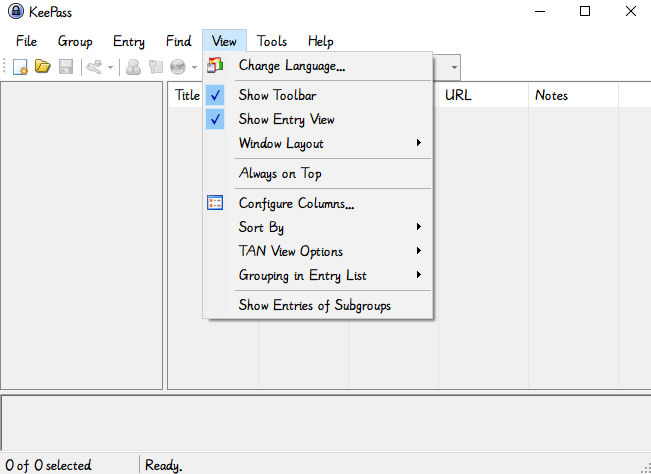 KeePass
File Group Entry Find View Tools Help
Change Language...
Title URL Notes
Show Toolbar
Show Entry View
Window Layout
Always on Top
Configure Columns...
Sort By
TAN View Options
Grouping in Entry List
Show Entries of Subgroups
0 of 0 selected Ready.